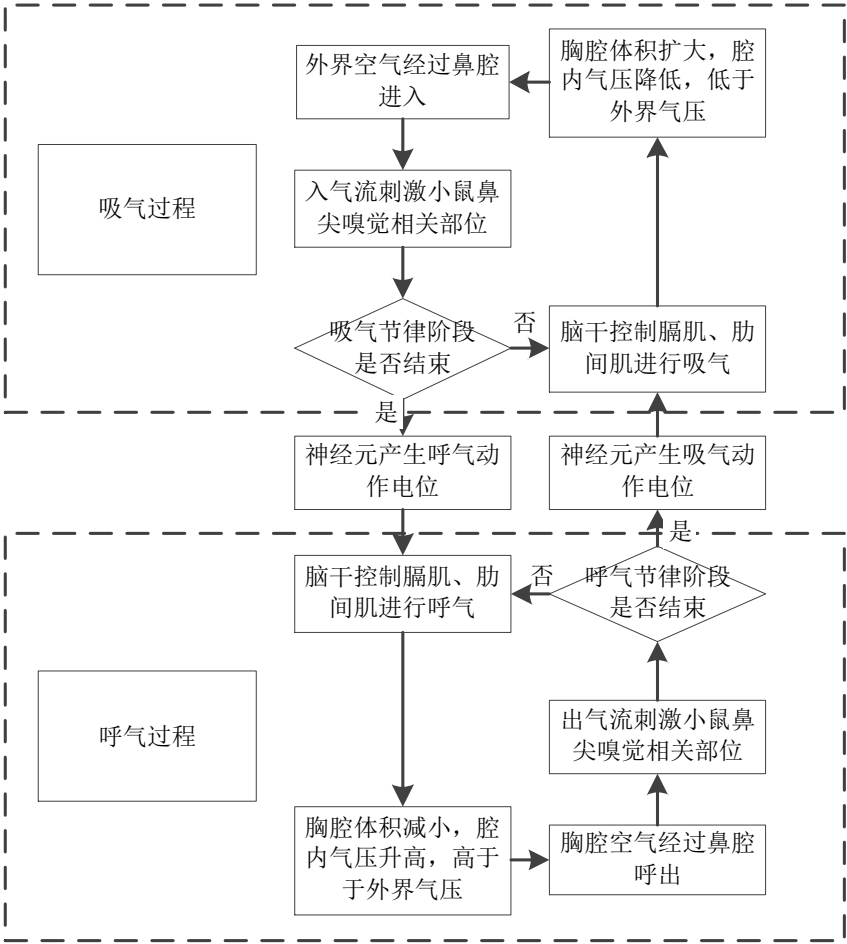 外界空气经过鼻腔
进入
胸腔体积扩大，腔
内气压降低，低于
外界气压
吸气过程
入气流刺激小鼠鼻
尖嗅觉相关部位
吸气节律阶段
是否结束
否
脑干控制膈肌、肋
间肌进行吸气
是
神经元产生呼气动
作电位
神经元产生吸气动
作电位
是
脑干控制膈肌、肋
间肌进行呼气
否
呼气节律阶段
是否结束
呼气过程
出气流刺激小鼠鼻
尖嗅觉相关部位
胸腔体积减小，腔
内气压升高，高于
于外界气压
胸腔空气经过鼻腔
呼出